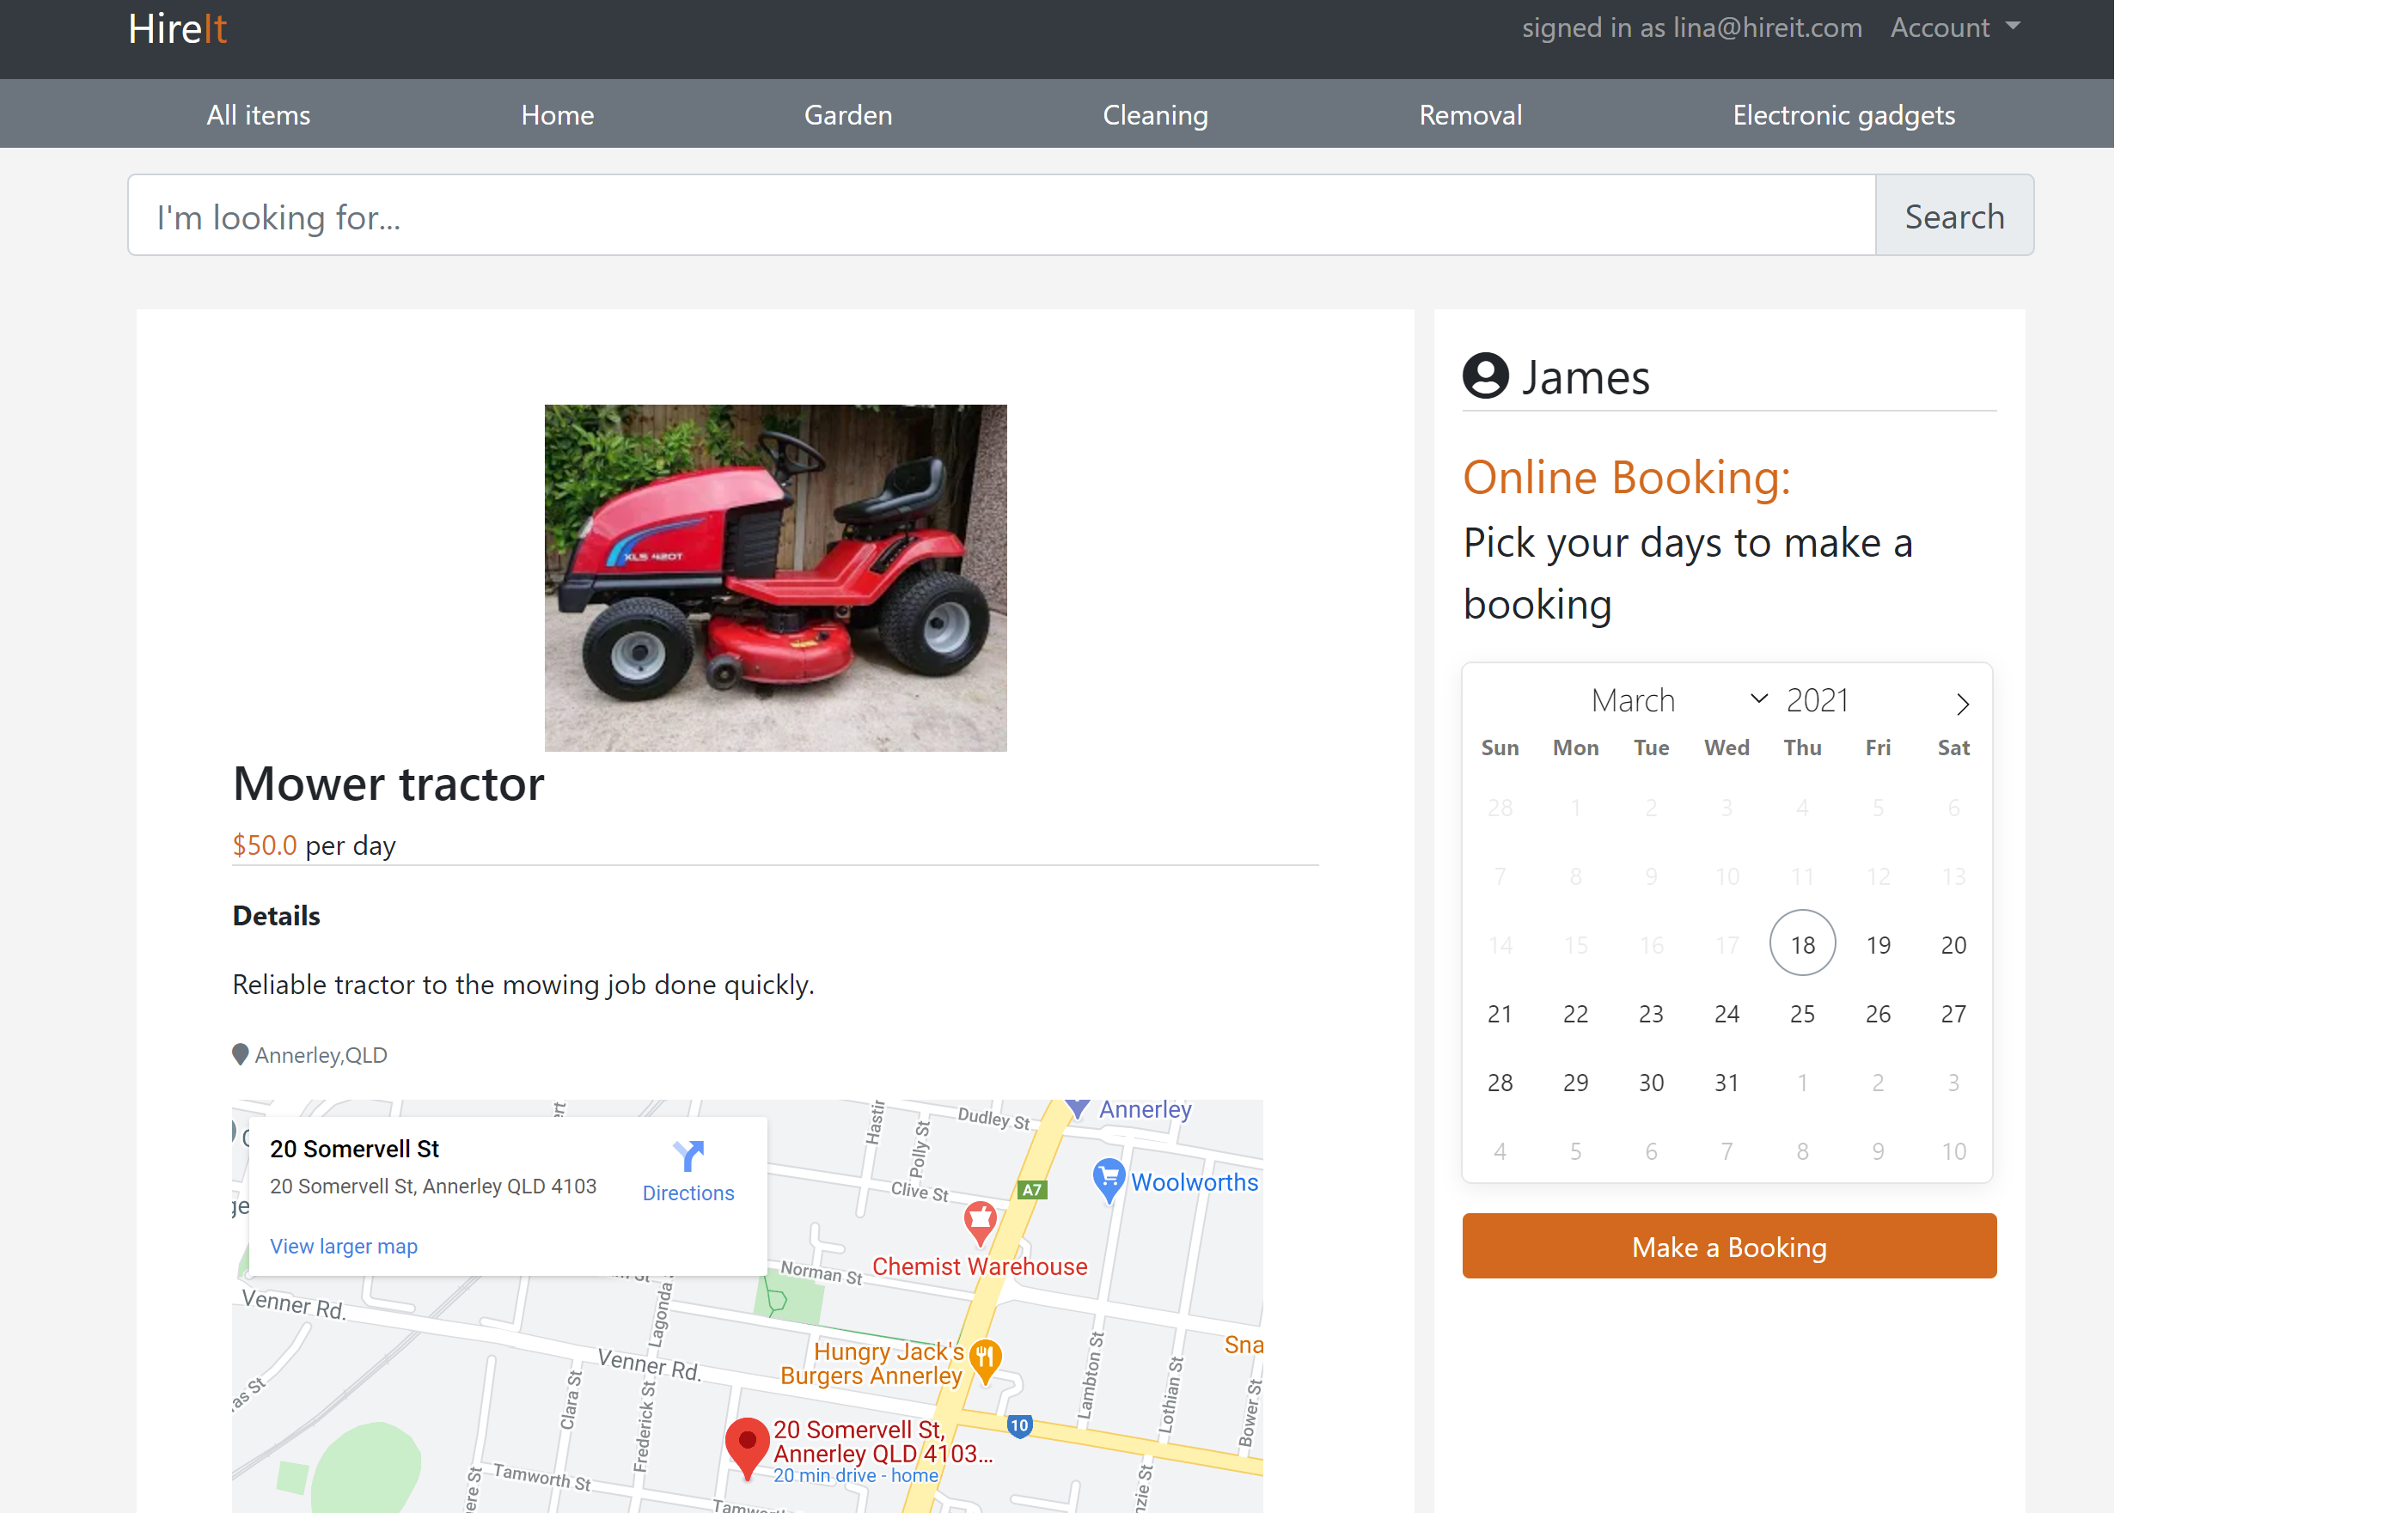 HireIt
signed in as lina@hireit.com Account
All items Home Garden Cleaning Removal Electronic gadgets
I'm looking for... Search
XLS 420T
Mower tractor
$50.0 per day
Details
Reliable tractor to the mowing job done quickly.
Annerley,QLD
20 Somervell St
20 Somervell St, Annerley QLD 4103
Directions
View larger map
Dudley St
Annerley
Polly St
Clive St
A7
Woolworths
Chemist Warehouse
Norman St
Lagonda
Venner Rd.
Venner Rd.
Hungry Jack's
Burgers Annerley
Clara St
Frederick St
Lambton St
Lothian St
Bower St
10
20 Somervell St,
Annerley QLD 4103...
20 min drive - home
Tamworth St
James
Online Booking:
Pick your days to make a
booking
March 2021
Sun Mon Tue Wed Thu Fri Sat
28 1 2 3 4 5 6
7 8 9 10 11 12 13
14 15 16 17 18 19 20
21 22 23 24 25 26 27
28 29 30 31 1 2 3
4 5 6 7 8 9 10
Make a Booking